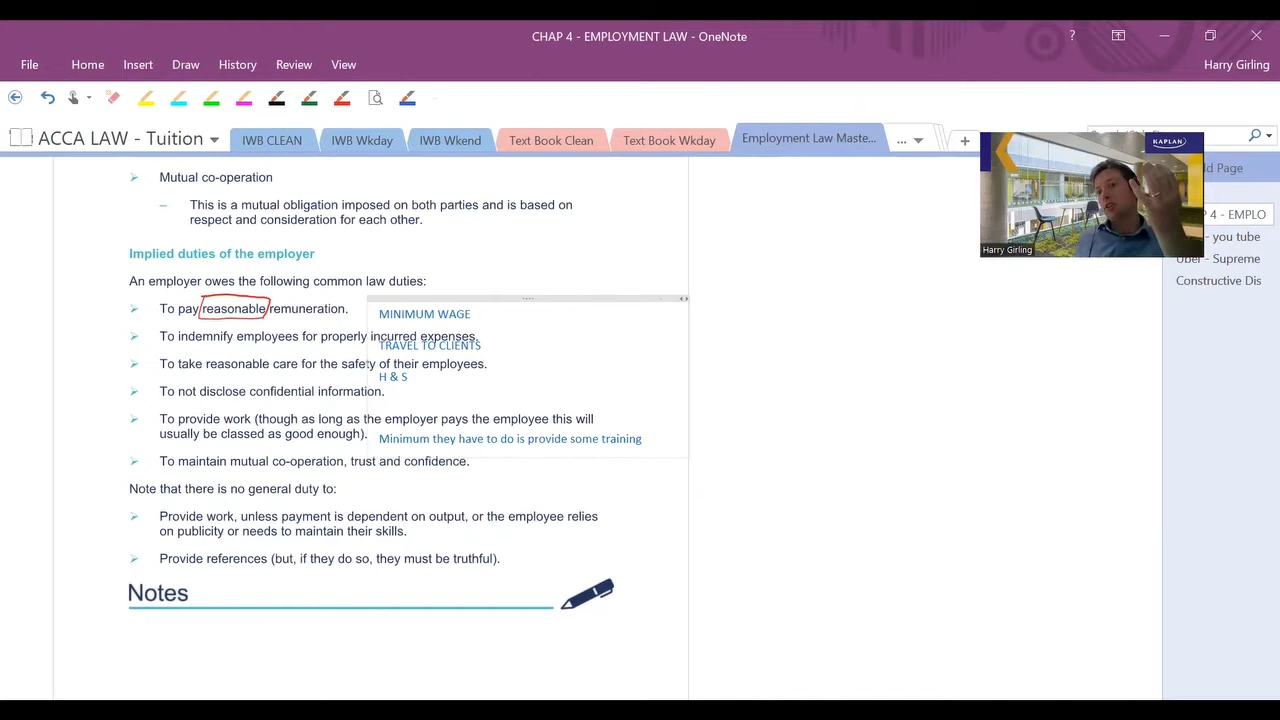 CHAP 4 - EMPLOYMENT LAW - OneNote
?
File Home Insert Draw History Review View
Harry Girling
ACCA LAW - Tuition
IWB CLEAN
IWB Wkday
IWB Wkend
Text Book Clean
Text Book Wkday
Employment Law Maste...
...
KAPLAN
Harry Girling
Page
4 - EMPLO
you tube
Uber - Supreme
Constructive Dis
Mutual co-operation
– This is a mutual obligation imposed on both parties and is based on
respect and consideration for each other.
Implied duties of the employer
An employer owes the following common law duties:
To pay reasonable remuneration.
MINIMUM WAGE
To indemnify employees for properly incurred expenses.
TRAVEL TO CLIENTS
To take reasonable care for the safety of their employees.
H & S
To not disclose confidential information.
To provide work (though as long as the employer pays the employee this will
usually be classed as good enough).
Minimum they have to do is provide some training
To maintain mutual co-operation, trust and confidence.
Note that there is no general duty to:
Provide work, unless payment is dependent on output, or the employee relies
on publicity or needs to maintain their skills.
Provide references (but, if they do so, they must be truthful).
Notes